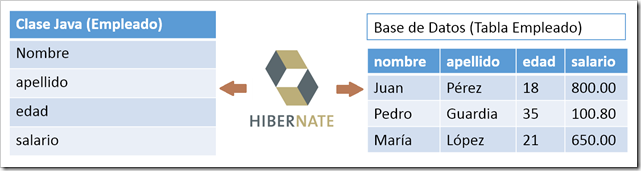 Clase Java (Empleado)
Nombre
apellido
edad
salario
HIBERNATE
Base de Datos (Tabla Empleado)
nombre apellido edad salario
Juan Pérez 18 800.00
Pedro Guardia 35 100.80
María López 21 650.00